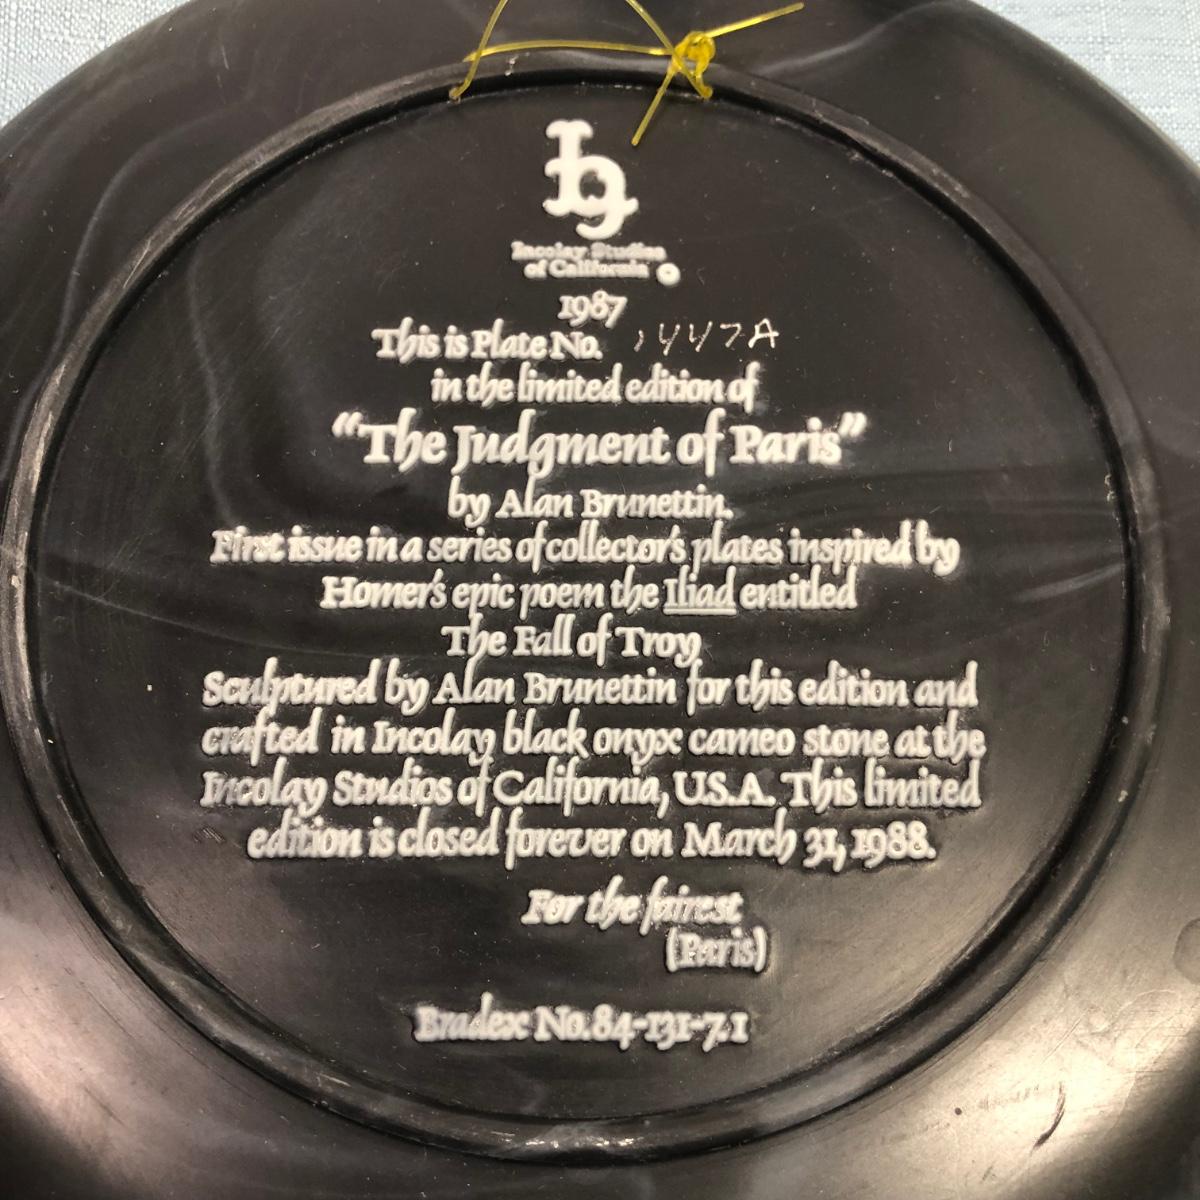 Incolay Studios
of California ©
1987
This is Plate No. 1447A
in the limited edition of
“The Judgment of Paris”
by Alan Brunettin.
First issue in a series of collector's plates inspired by
Homer's epic poem the Iliad entitled
The Fall of Troy
Sculptured by Alan Brunettin for this edition and
crafted in Incolay black onyx cameo stone at the
Incolay Studios of California, U.S.A. This limited
edition is closed forever on March 31, 1988.
For the fairest
(Paris)
Bradex No. 84-131-7.1